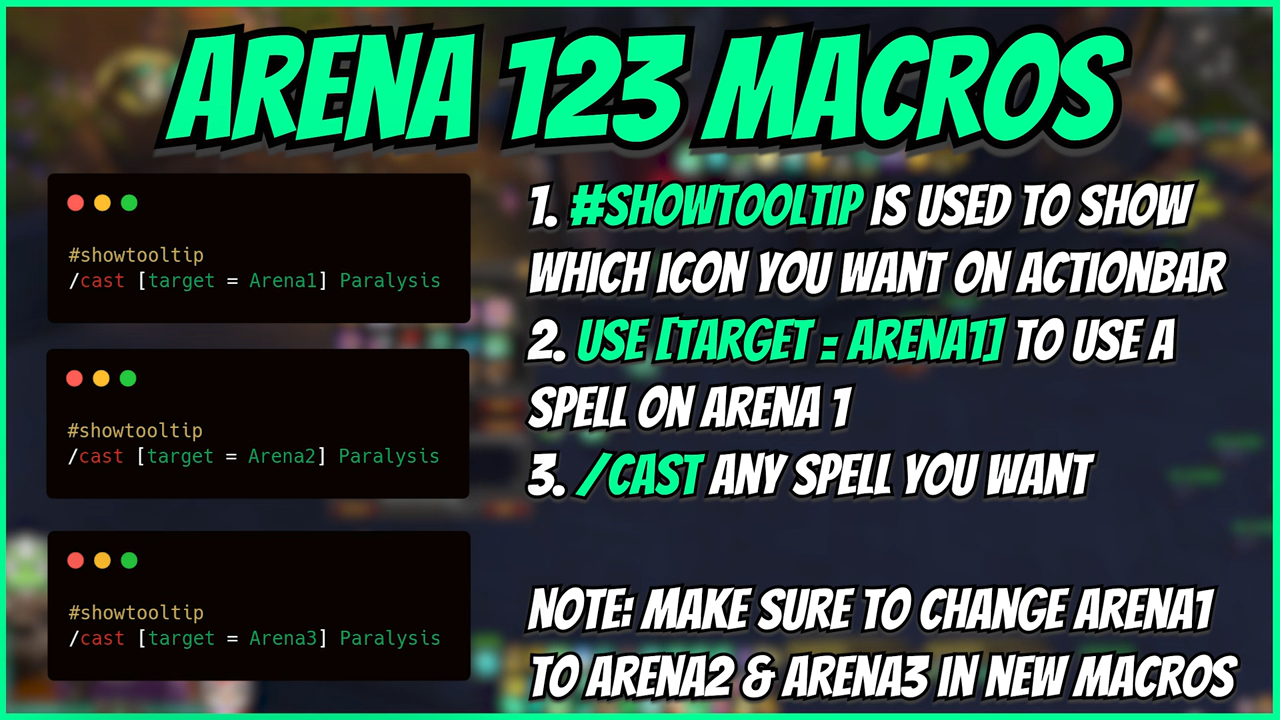 ARENA 123 MACROS
#showtooltip
/cast [target = Arena1] Paralysis
#showtooltip
/cast [target = Arena2] Paralysis
#showtooltip
/cast [target = Arena3] Paralysis
1. #SHOWTOOLTIP IS USED TO SHOW
WHICH ICON YOU WANT ON ACTIONBAR
2. USE [TARGET = ARENA1] TO USE A
SPELL ON ARENA 1
3. /CAST ANY SPELL YOU WANT
NOTE: MAKE SURE TO CHANGE ARENA1
TO ARENA2 & ARENA3 IN NEW MACROS